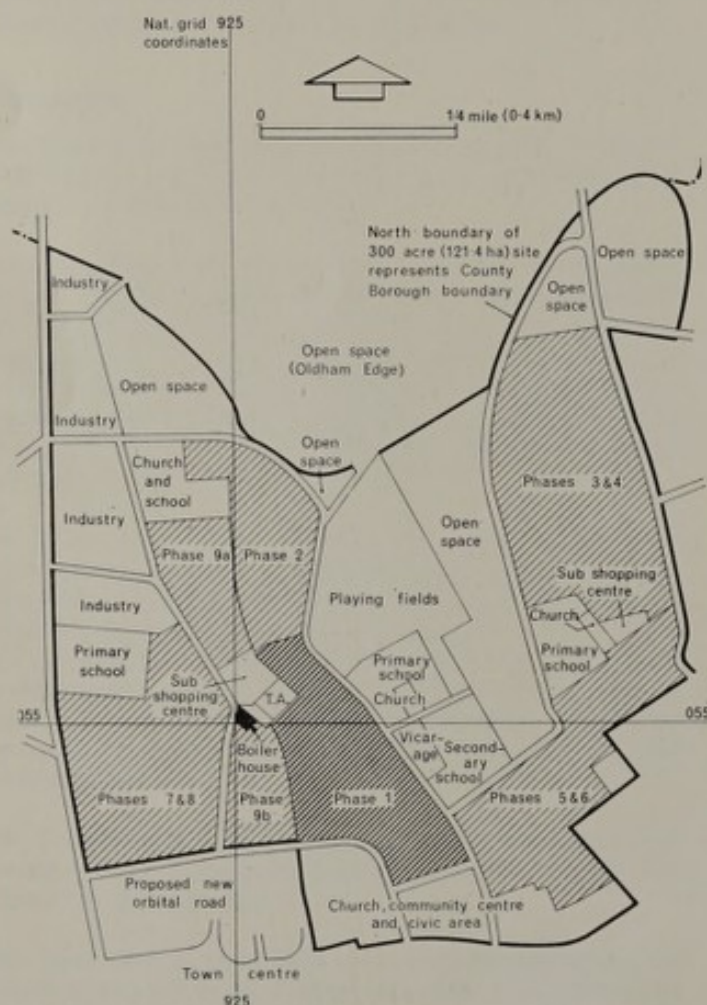 Nat. grid 925
coordinates
0
1/4 mile (0·4 km)
North boundary of
300 acre (121·4 ha) site
represents County
Borough boundary
Open space
Open
space
Industry
Open space
(Oldham Edge)
Open space
Industry
Open
space
Church
and
school
Phases 3&4
Industry
Open
space
Phase 9a
Phase 2
Sub shopping
centre
Playing fields
Industry
Church
Primary
school
Primary
school
Primary
school
Church
Sub
shopping
centre
T.A.
055
055
Vicar-
age
Second-
ary
school
Boiler
house
Phases 7&8
Phase
9b
Phase 1
Phases 5&6
Proposed new
orbital road
Church, community centre
and civic area
Town centre
925